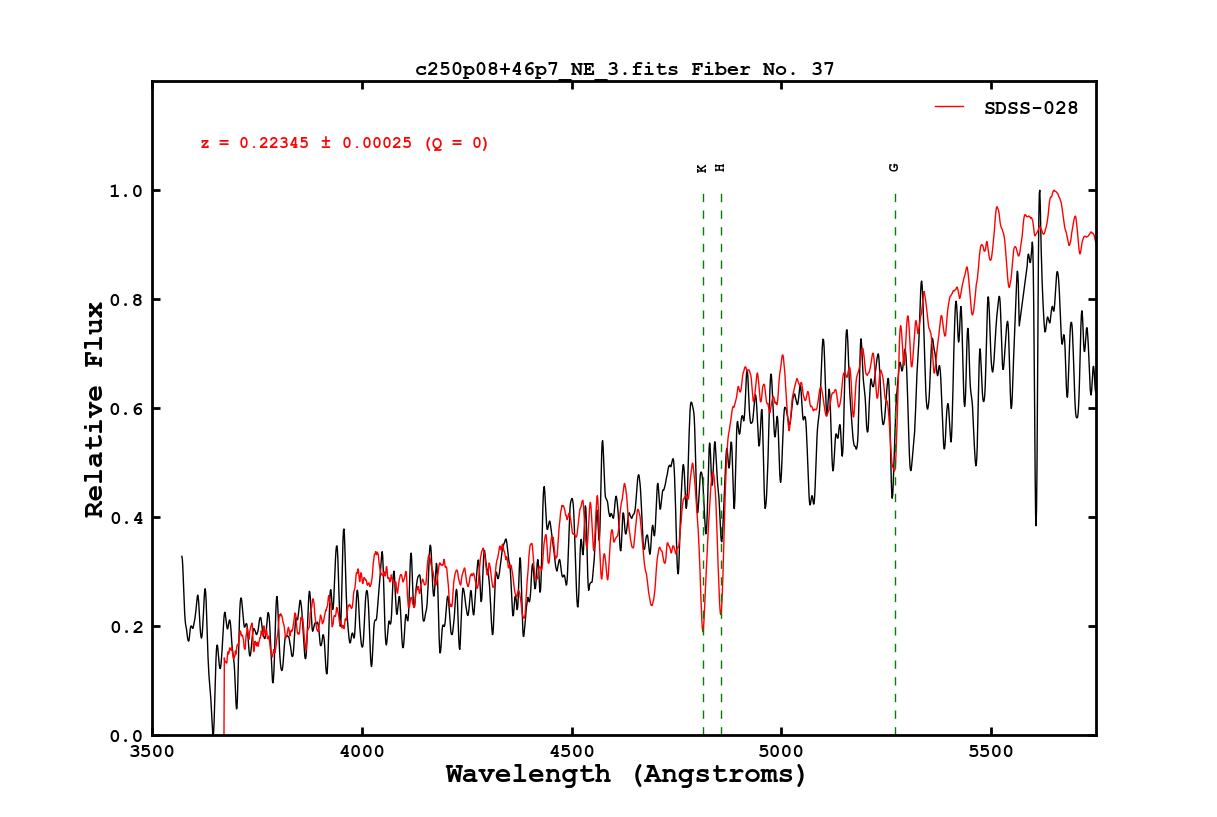 c250p08+46p7_NE_3.fits Fiber No. 37
SDSS-028
z = 0.22345 ± 0.00025 (Q = 0)
K H G
1.0
0.8
0.6
0.4
0.2
0.0
Relative Flux
3500 4000 4500 5000 5500
Wavelength (Angstroms)